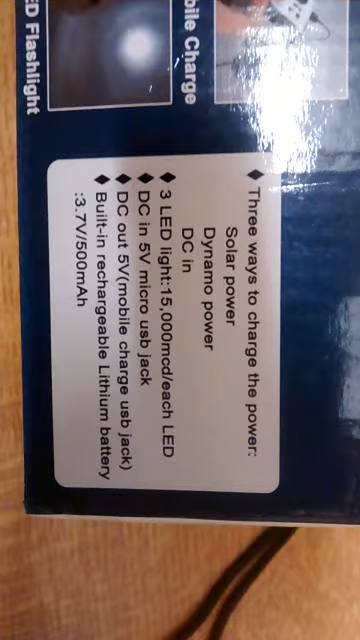 bile Charge
ED Flashlight
◆ Three ways to charge the power:
Solar power
Dynamo power
DC in
◆ 3 LED light:15,000mcd/each LED
◆ DC in 5V micro usb jack
◆ DC out 5V(mobile charge usb jack)
◆ Built-in rechargeable Lithium battery
:3.7V/500mAh